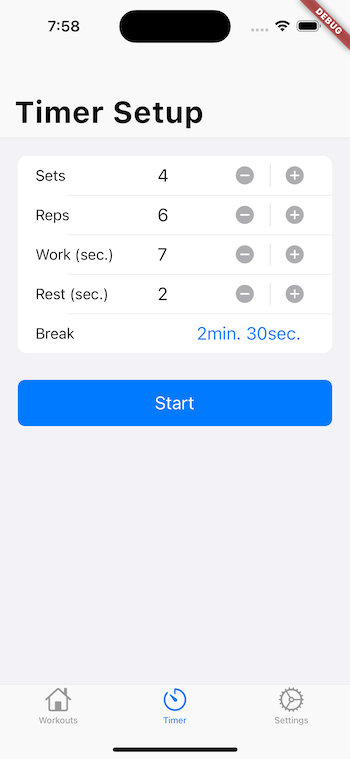 7:58
DEBUG
Timer Setup
Sets 4
Reps 6
Work (sec.) 7
Rest (sec.) 2
Break 2min. 30sec.
Start
Workouts Timer Settings